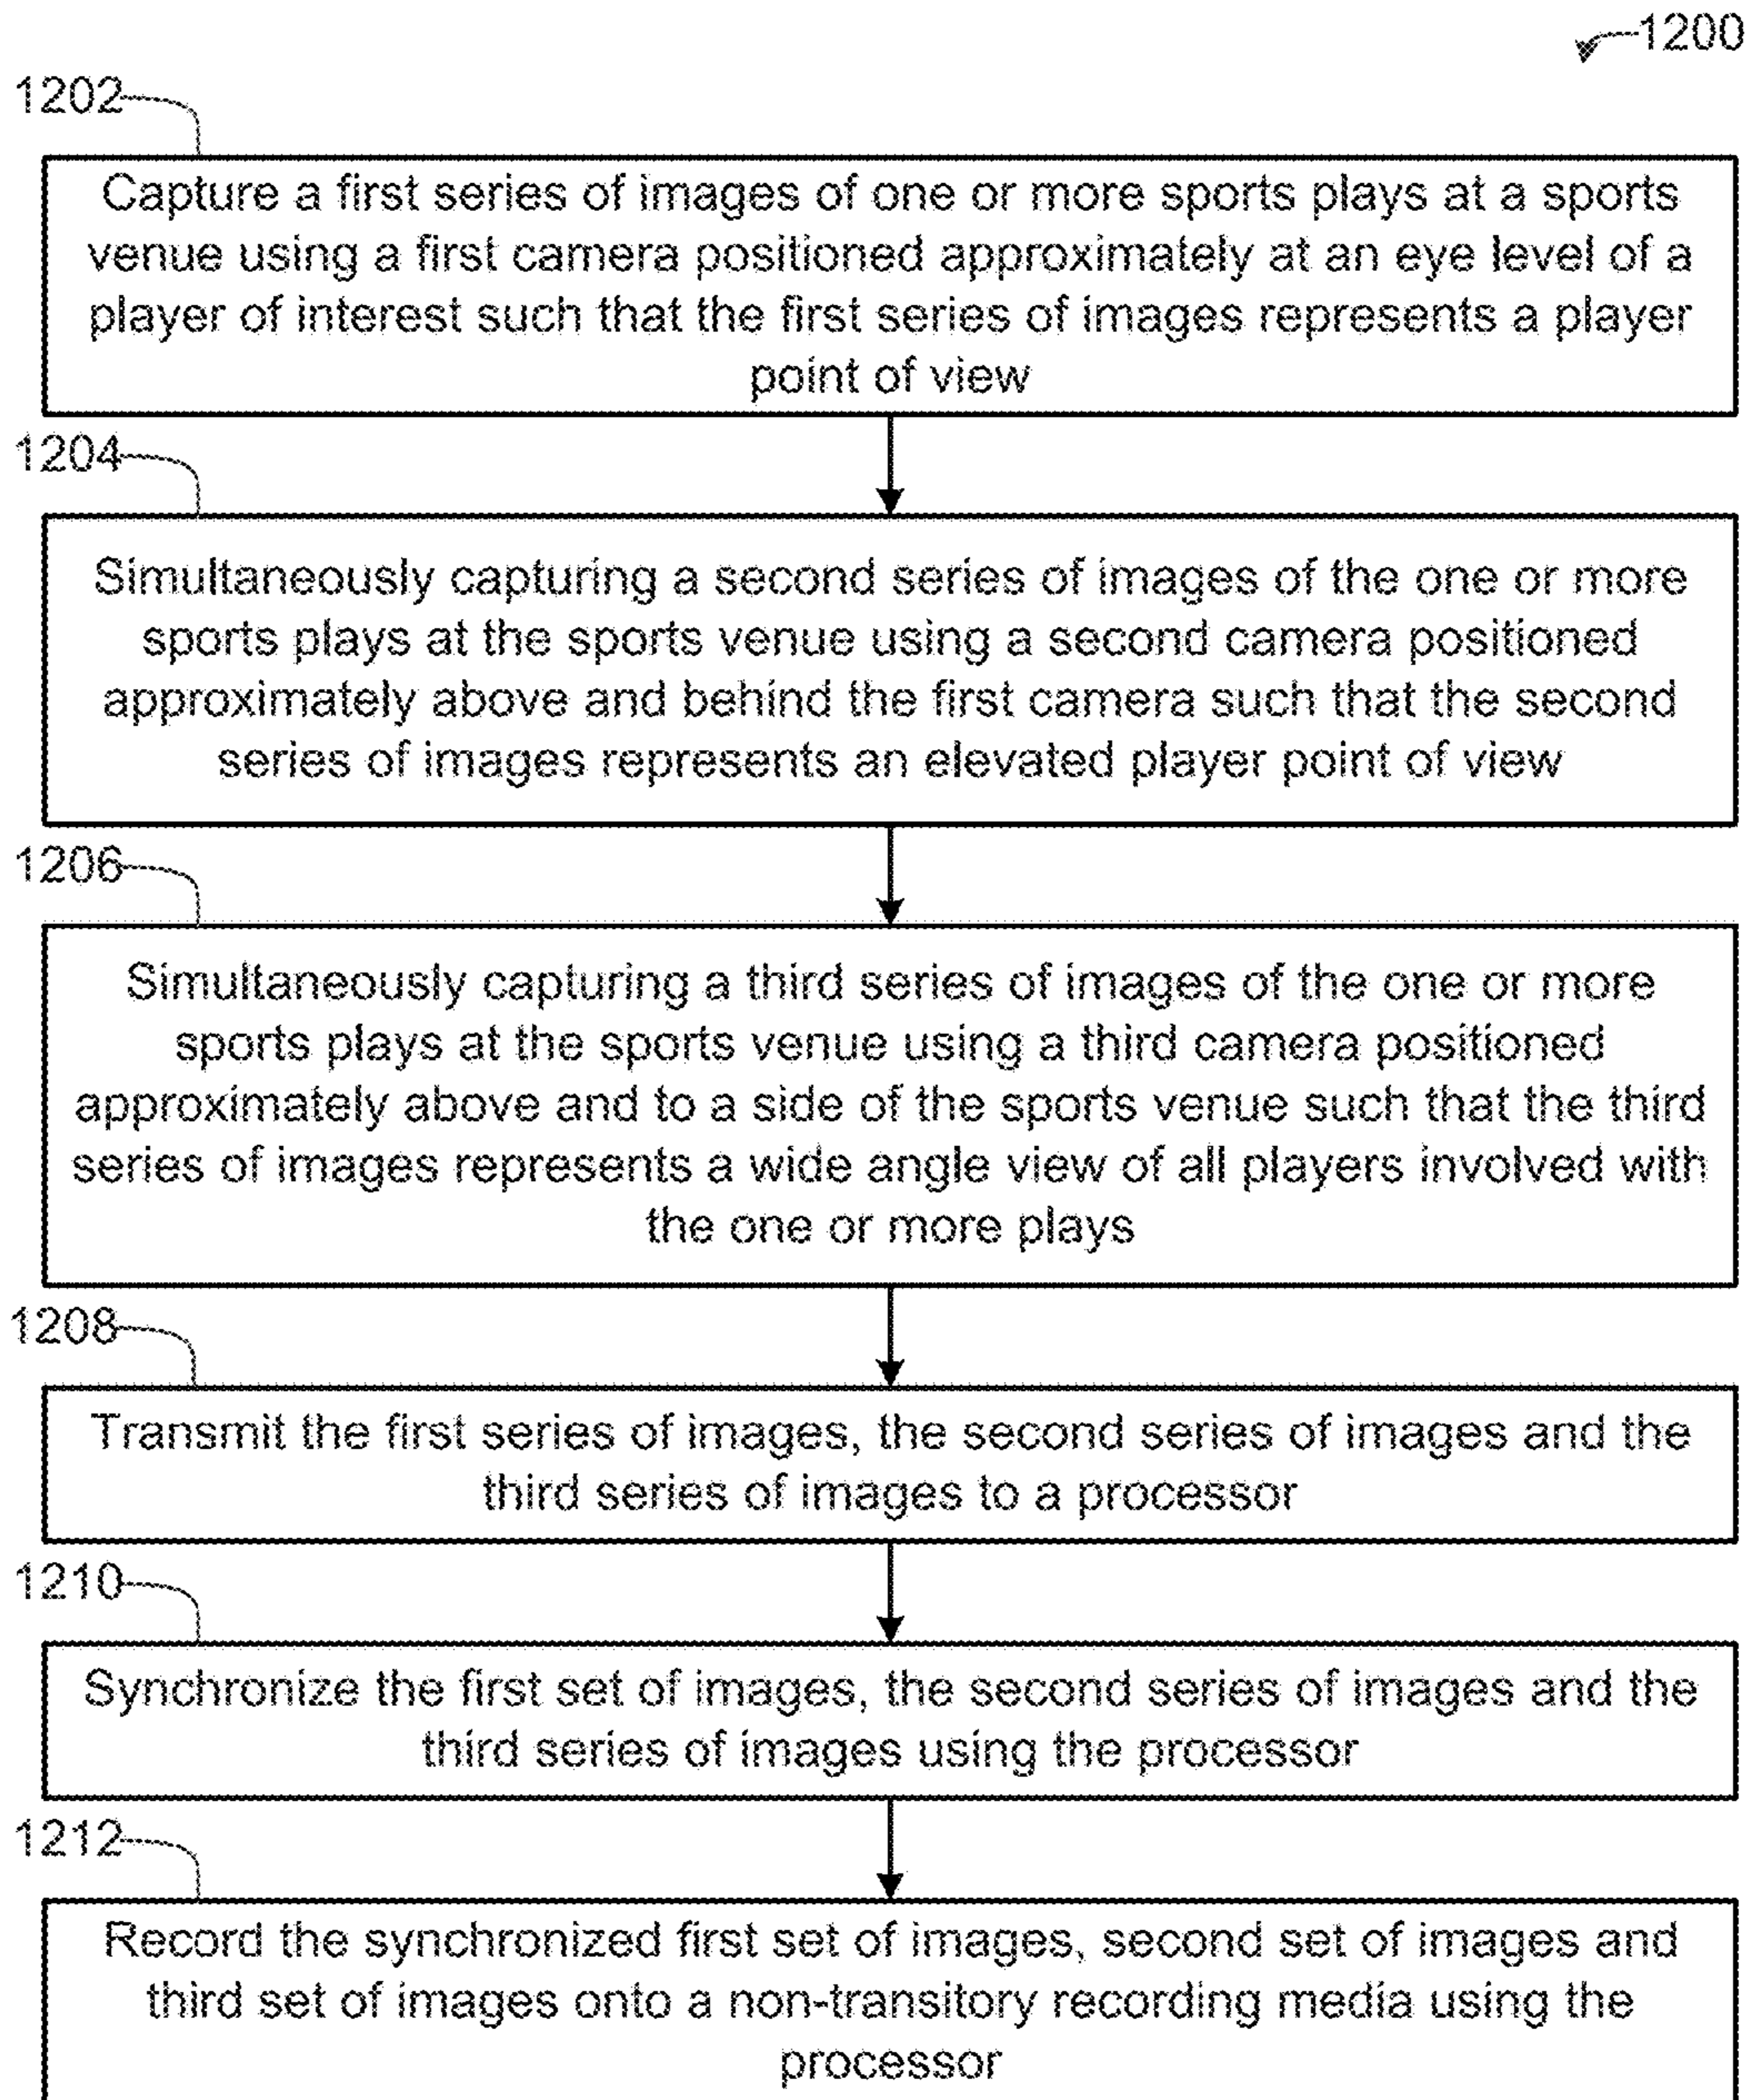 1200
1202
Capture a first series of images of one or more sports plays at a sports
venue using a first camera positioned approximately at an eye level of a
player of interest such that the first series of images represents a player
point of view
1204
Simultaneously capturing a second series of images of the one or more
sports plays at the sports venue using a second camera positioned
approximately above and behind the first camera such that the second
series of images represents an elevated player point of view
1206
Simultaneously capturing a third series of images of the one or more
sports plays at the sports venue using a third camera positioned
approximately above and to a side of the sports venue such that the third
series of images represents a wide angle view of all players involved with
the one or more plays
1208
Transmit the first series of images, the second series of images and the
third series of images to a processor
1210
Synchronize the first set of images, the second series of images and the
third series of images using the processor
1212
Record the synchronized first set of images, second set of images and
third set of images onto a non-transitory recording media using the
processor